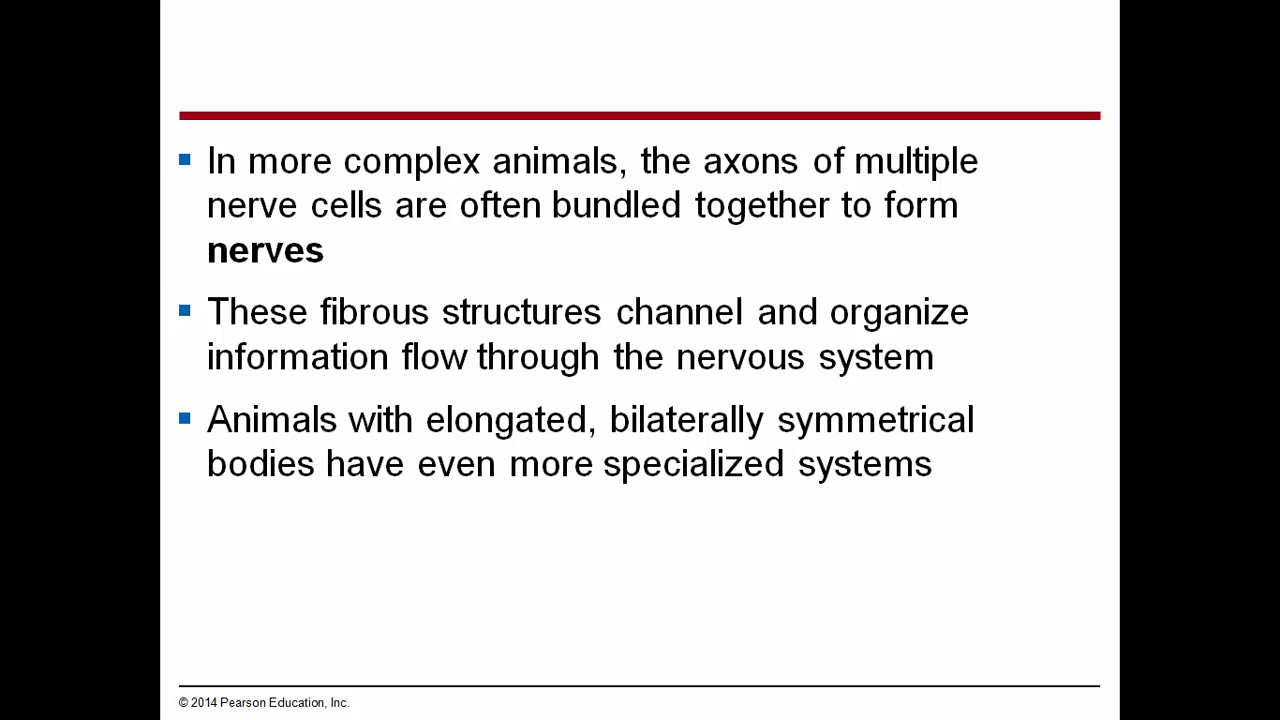 In more complex animals, the axons of multiple
nerve cells are often bundled together to form
nerves
These fibrous structures channel and organize
information flow through the nervous system
Animals with elongated, bilaterally symmetrical
bodies have even more specialized systems
© 2014 Pearson Education, Inc.